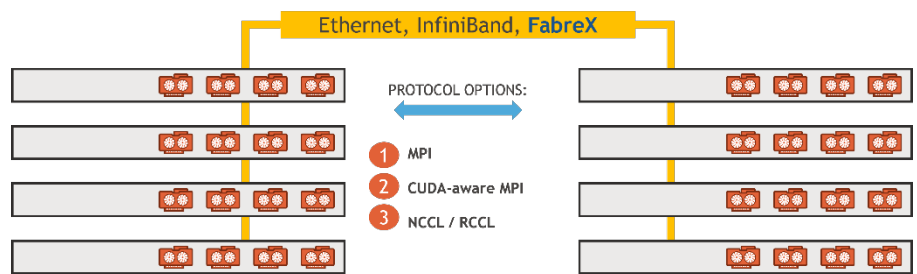 Ethernet, InfiniBand, FabreX
PROTOCOL OPTIONS:
1 MPI
2 CUDA-aware MPI
3 NCCL / RCCL